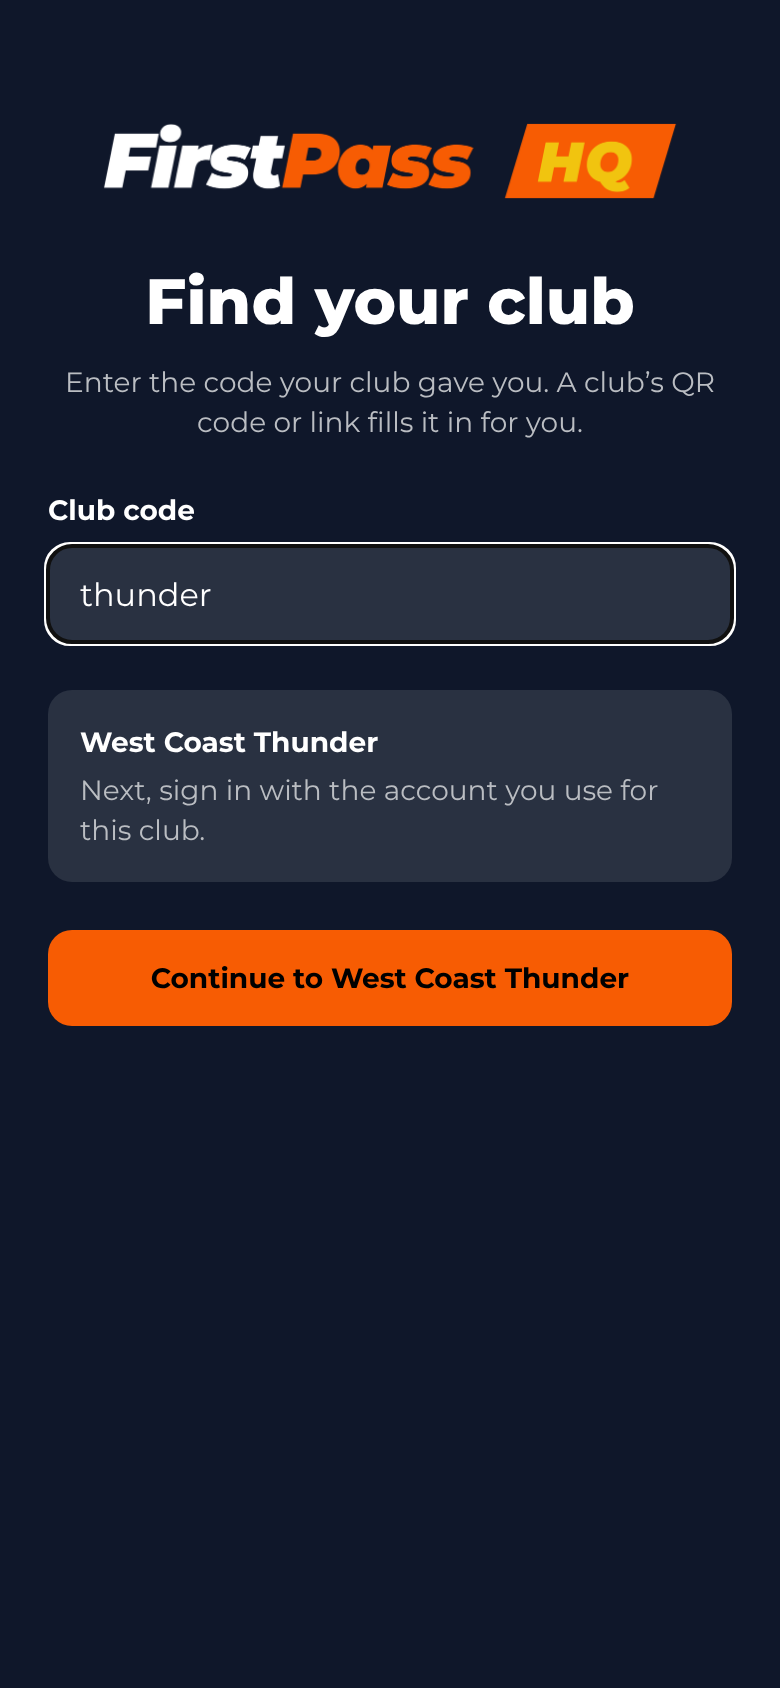 FirstPass HQ
Find your club
Enter the code your club gave you. A club’s QR
code or link fills it in for you.
Club code
thunder
West Coast Thunder
Next, sign in with the account you use for
this club.
Continue to West Coast Thunder